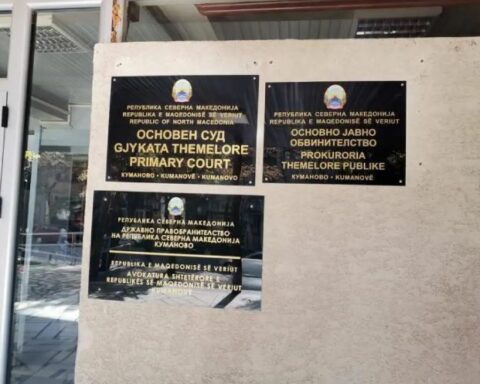 РЕПУБЛИКА СЕВЕРНА МАКЕДОНИЈА
REPUBLIKA E MAQEDONISË SË VERIUT
REPUBLIC OF NORTH MACEDONIA
ОСНОВЕН СУД
GJYKATA THEMELORE
PRIMARY COURT
КУМАНОВО • KUMANOVË • KUMANOVO
РЕПУБЛИКА СЕВЕРНА МАКЕДОНИЈА
REPUBLIKA E MAQEDONISË SË VERIUT
ОСНОВНО ЈАВНО
ОБВИНИТЕЛСТВО
PROKURORIA
THEMELORE PUBLIKE
КУМАНОВО • KUMANOVË
РЕПУБЛИКА СЕВЕРНА МАКЕДОНИЈА
ДРЖАВНО ПРАВОБРАНИТЕЛСТВО
НА РЕПУБЛИКА СЕВЕРНА МАКЕДОНИЈА
КУМАНОВО
REPUBLIKA E MAQEDONISË SË VERIUT
AVOKATURA SHTETËRORE E
REPUBLIKËS SË MAQEDONISË SË VERIUT
KUMANOVË